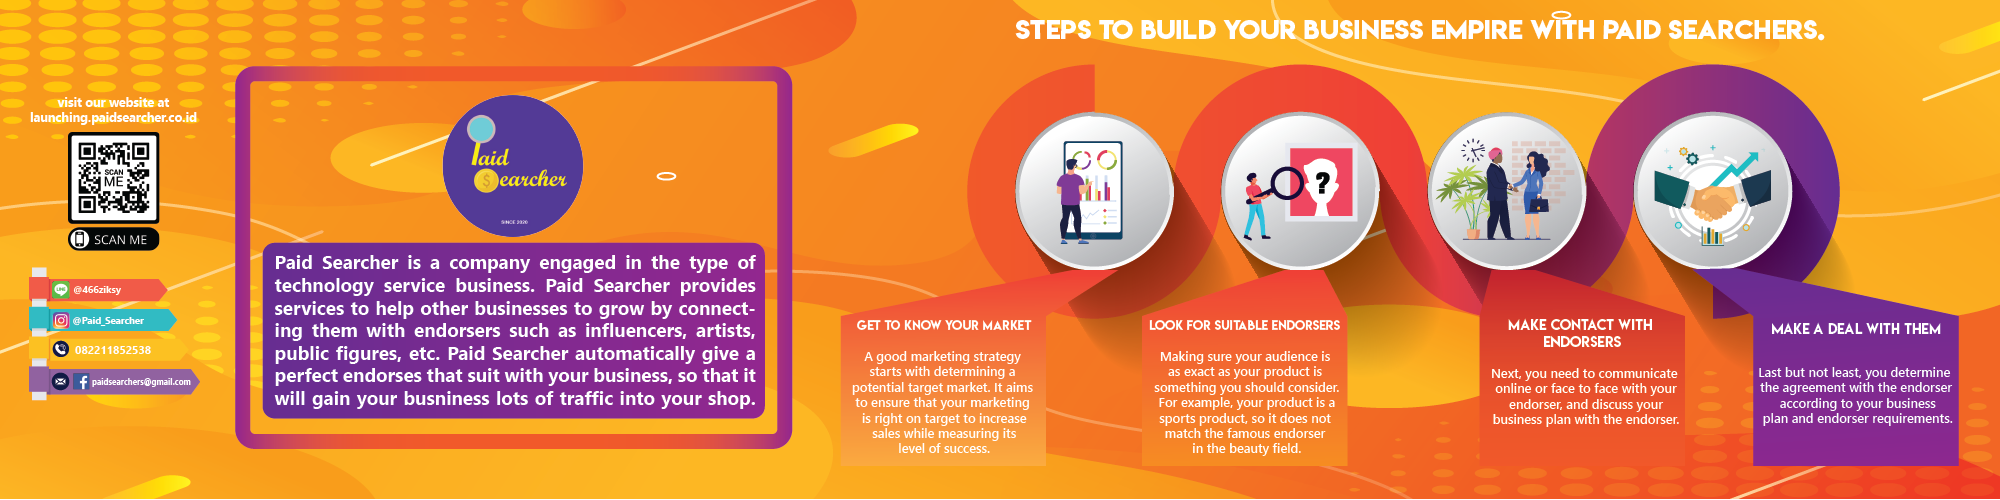 visit our website at
launching.paidsearcher.co.id
SCAN
ME
SCAN ME
LINE
@466ziksy
@Paid_Searcher
082211852538
paidsearchers@gmail.com
Paid
Searcher
SINCE 2020
Paid Searcher is a company engaged in the type of
technology service business. Paid Searcher provides
services to help other businesses to grow by connect-
ing them with endorsers such as influencers, artists,
public figures, etc. Paid Searcher automatically give a
perfect endorses that suit with your business, so that it
will gain your busniness lots of traffic into your shop.
STEPS TO BUILD YOUR BUSINESS EMPIRE WITH PAID SEARCHERS.
GET TO KNOW YOUR MARKET
A good marketing strategy
starts with determining a
potential target market. It aims
to ensure that your marketing
is right on target to increase
sales while measuring its
level of success.
?
LOOK FOR SUITABLE ENDORSERS
Making sure your audience is
as exact as your product is
something you should consider.
For example, your product is a
sports product, so it does not
match the famous endorser
in the beauty field.
MAKE CONTACT WITH
ENDORSERS
Next, you need to communicate
online or face to face with your
endorser, and discuss your
business plan with the endorser.
MAKE A DEAL WITH THEM
Last but not least, you determine
the agreement with the endorser
according to your business
plan and endorser requirements.